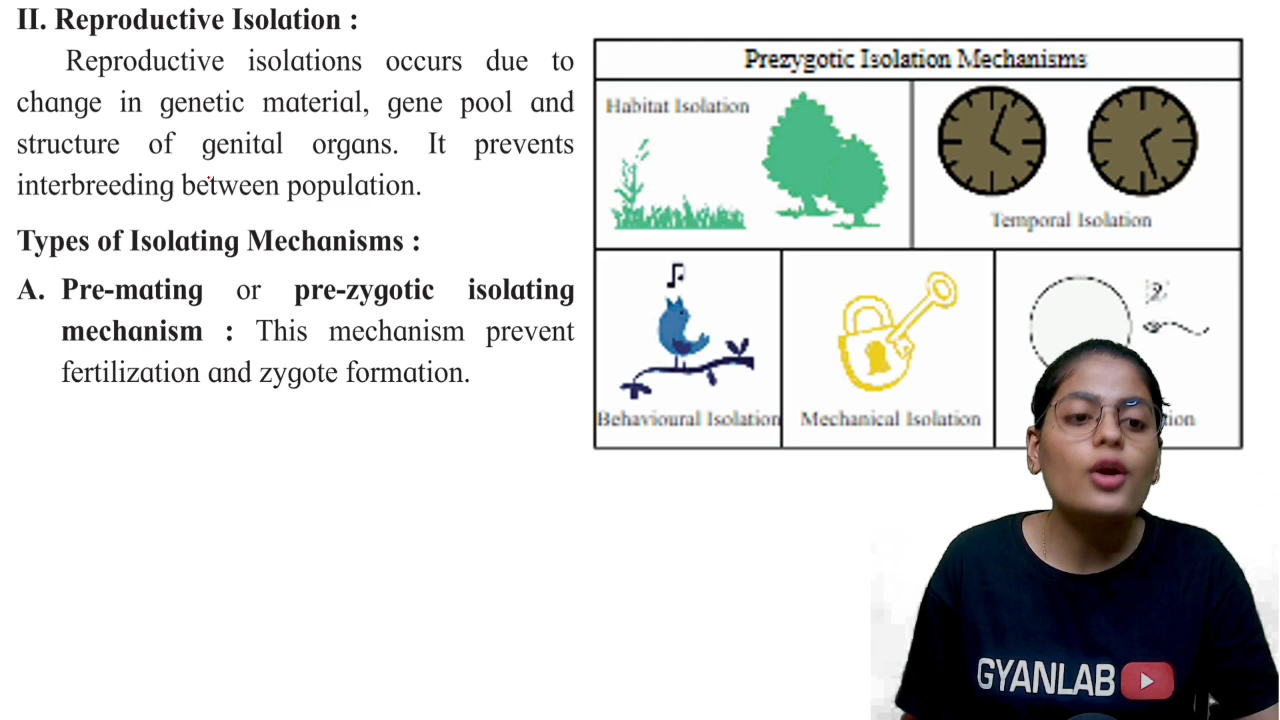 II. Reproductive Isolation :
Reproductive isolations occurs due to
change in genetic material, gene pool and
structure of genital organs. It prevents
interbreeding between population.
Types of Isolating Mechanisms :
A. Pre-mating or pre-zygotic isolating
mechanism : This mechanism prevent
fertilization and zygote formation.
Prezygotic Isolation Mechanisms
Habitat Isolation
Temporal Isolation
Behavioural Isolation
Mechanical Isolation
GYANLAB